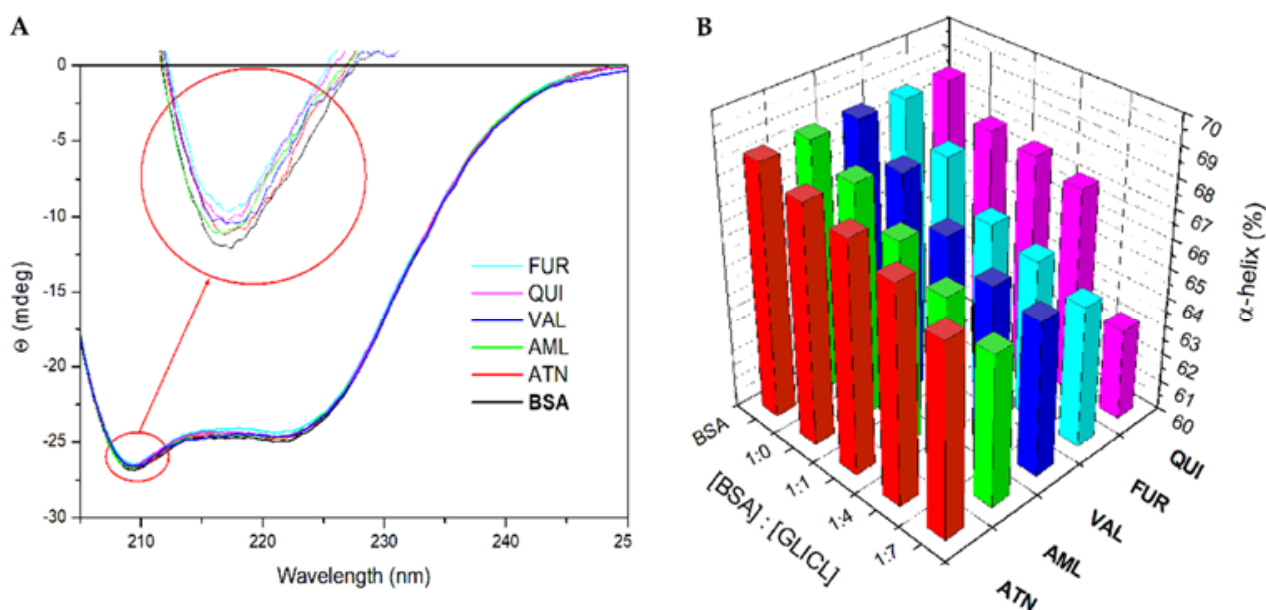 A
B
0
-5
-10
-15
-20
-25
-30
Θ (mdeg)
FUR
QUI
VAL
AML
ATN
BSA
210
220
230
240
25
Wavelength (nm)
70
69
68
67
66
65
64
63
62
61
60
α-helix (%)
BSA
1:0
1:1
1:4
1:7
[BSA] : [GLICL]
QUI
FUR
VAL
AML
ATN